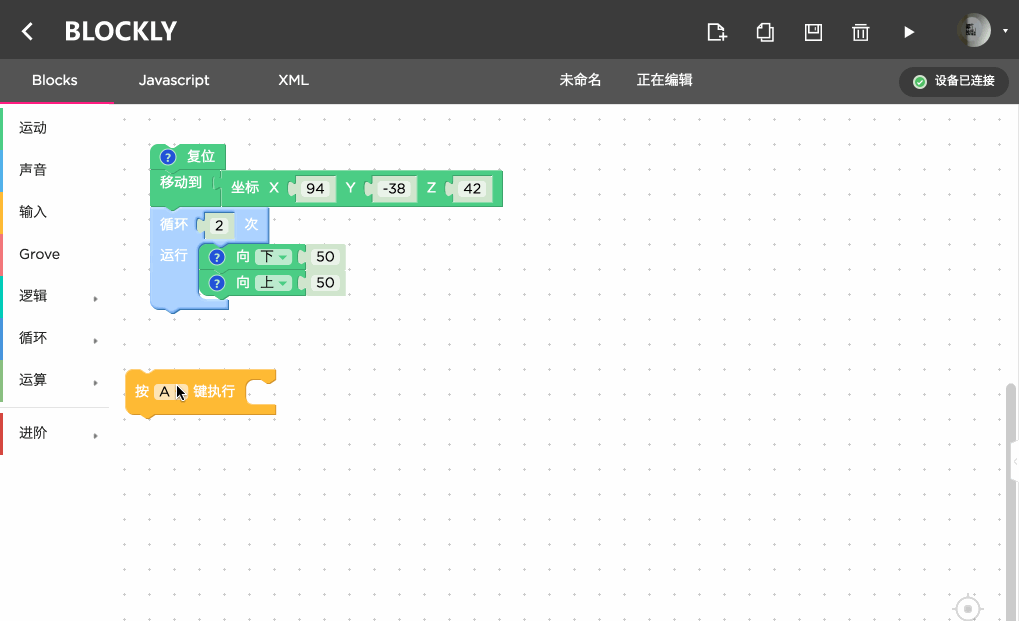 BLOCKLY
Blocks Javascript XML 未命名 正在编辑 设备已连接
运动
声音
输入
Grove
逻辑
循环
运算
进阶
? 复位
移动到 坐标 X 94 Y -38 Z 42
循环 2 次
运行 ? 向 下 50
? 向 上 50
按 A 键执行